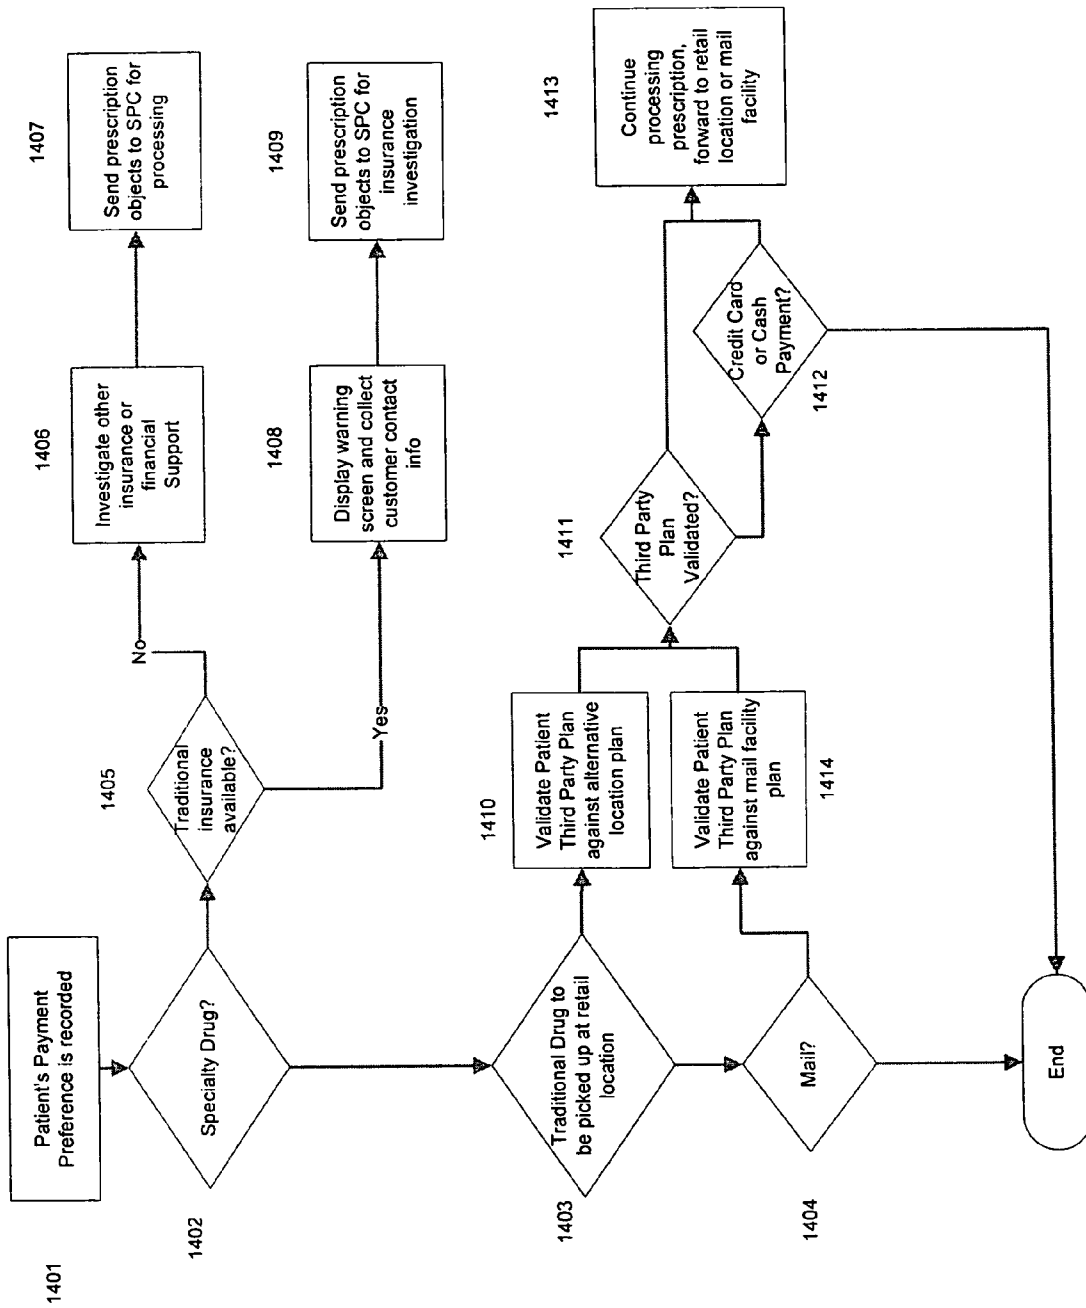 1401
Patient's Payment
Preference is recorded
1402
Specialty Drug?
1405
Traditional
insurance
available?
No
Yes
1406
Investigate other
insurance or
financial
Support
1407
Send prescription
objects to SPC for
processing
1408
Display warning
screen and collect
customer contact
info
1409
Send prescription
objects to SPC for
insurance
investigation
1403
Traditional Drug to
be picked up at retail
location
1410
Validate Patient
Third Party Plan
against alternative
location plan
1404
Mail?
Validate Patient
Third Party Plan
against mail facility
plan
1414
1411
Third Party
Plan
Validated?
Credit Card
or Cash
Payment?
1412
1413
Continue
processing
prescription,
forward to retail
location or mail
facility
End